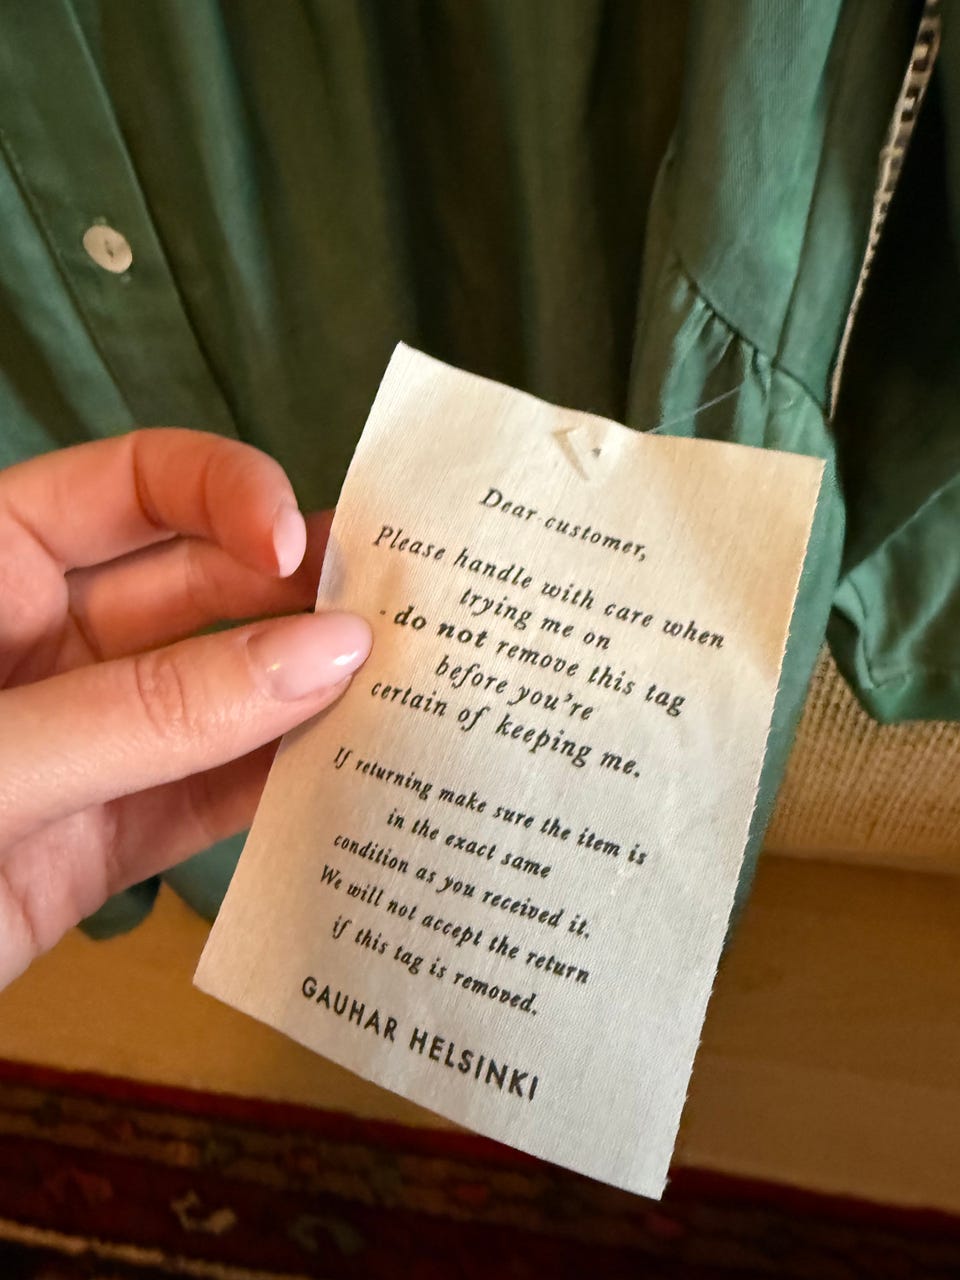 Dear customer,
Please handle with care when
trying me on
- do not remove this tag
before you're
certain of keeping me.
If returning make sure the item is
in the exact same
condition as you received it.
We will not accept the return
if this tag is removed.
GAUHAR HELSINKI